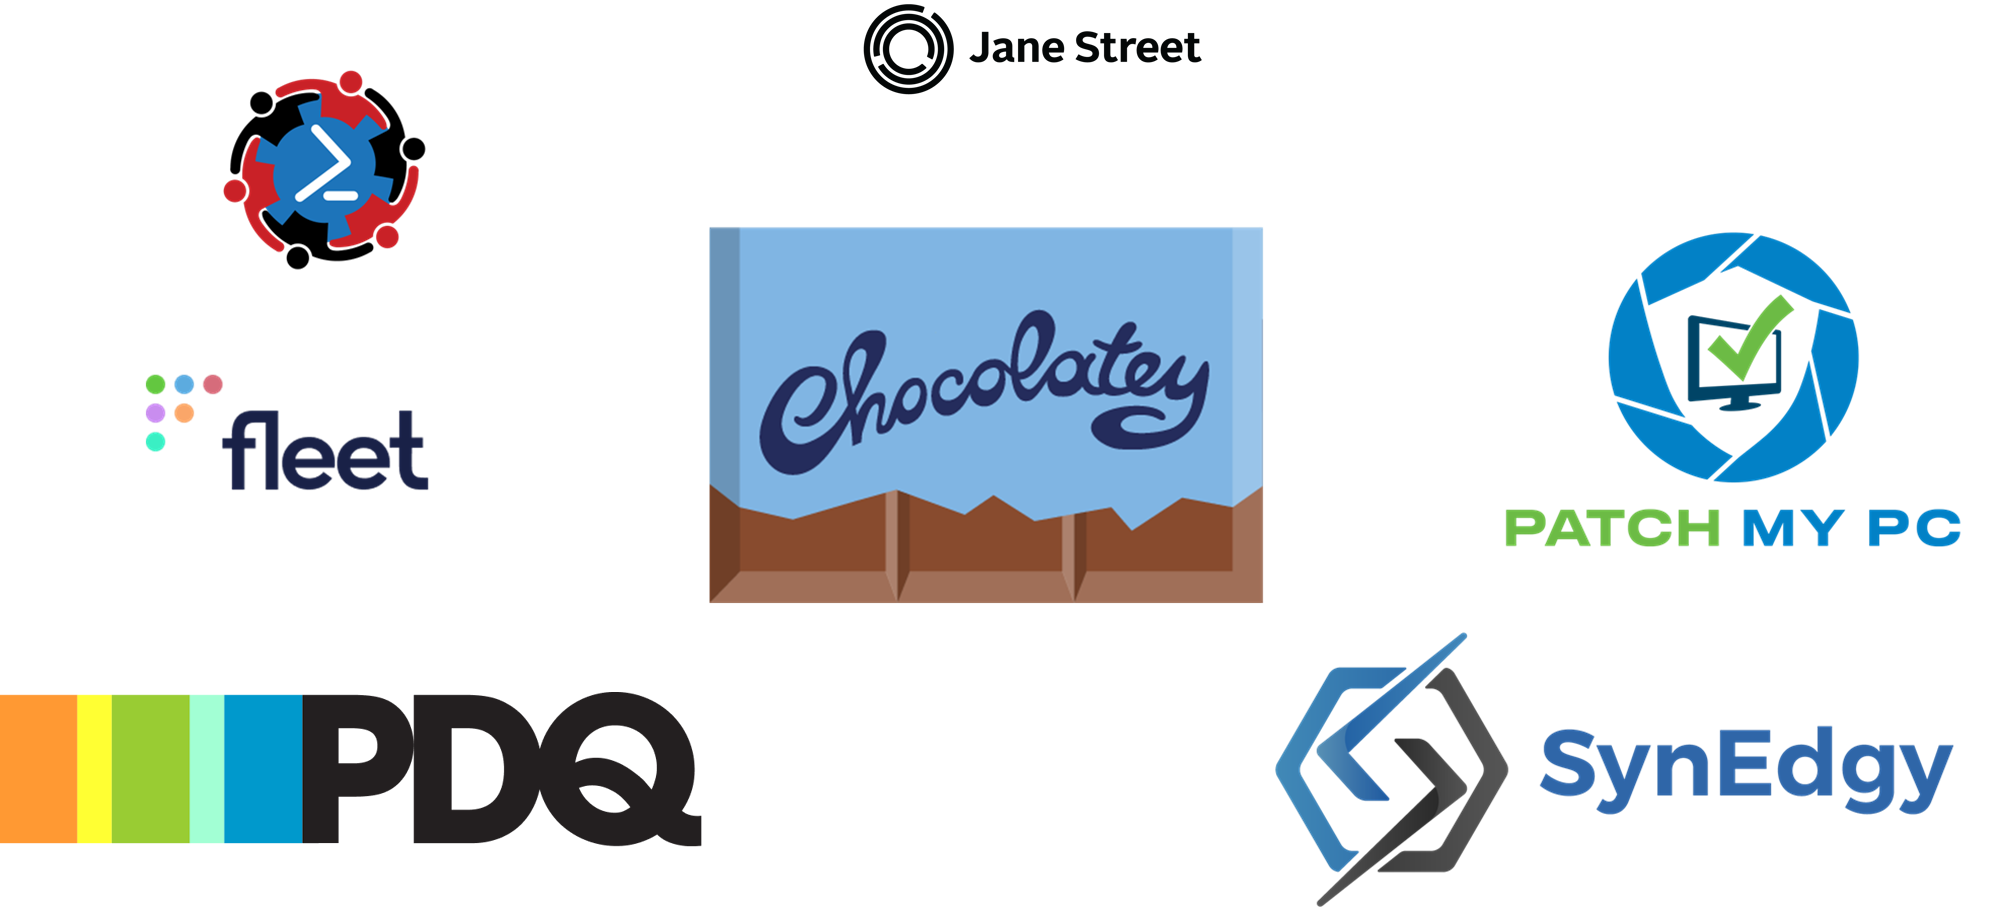 Jane Street
Chocolatey
fleet
PATCH MY PC
PDQ
SynEdgy